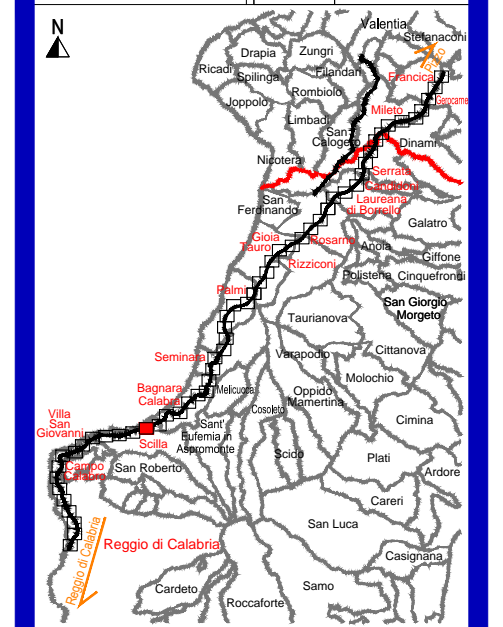 N
Valentia
Stefanaconi
Pizzo
Drapia
Zungri
Ricadi
Spilinga
Filandari
Francica
Rombiolo
Joppolo
Gerocarne
Mileto
Limbadi
San
Calogero
Dinami
Nicotera
Serrata
Candidoni
San
Ferdinando
Laureana
di Borrello
Galatro
Gioia
Tauro
Rosarno
Anoia
Giffone
Rizziconi
Polistena
Cinquefrondi
Palmi
San Giorgio
Morgeto
Taurianova
Seminara
Varapodio
Cittanova
Molochio
Bagnara
Calabra
Melicucca
Oppido
Mamertina
Cosoleto
Villa
San
Giovanni
Sant'
Eufemia in
Aspromonte
Cimina
Scilla
Scido
Plati
Campo
Calabro
San Roberto
Ardore
Careri
San Luca
Reggio di Calabria
Reggio di Calabria
Casignana
Cardeto
Samo
Roccaforte